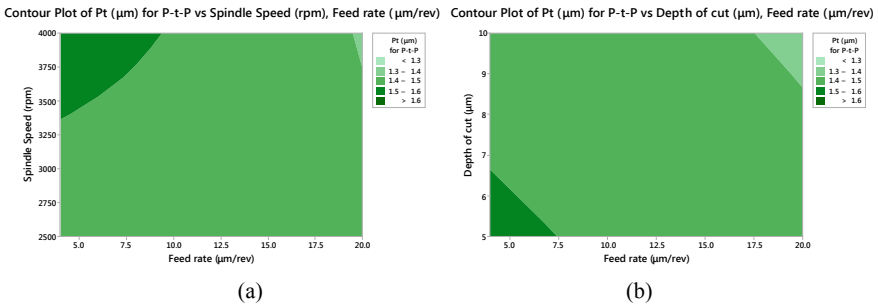 Contour Plot of Pt (µm) for P-t-P vs Spindle Speed (rpm), Feed rate (µm/rev)
4000
3750
3500
3250
3000
2750
2500
Spindle Speed (rpm)
5.0 7.5 10.0 12.5 15.0 17.5 20.0
Feed rate (µm/rev)
Pt (µm)
for P-t-P
< 1.3
1.3 – 1.4
1.4 – 1.5
1.5 – 1.6
> 1.6
(a)
Contour Plot of Pt (µm) for P-t-P vs Depth of cut (µm), Feed rate (µm/rev)
10
9
8
7
6
5
Depth of cut (µm)
5.0 7.5 10.0 12.5 15.0 17.5 20.0
Feed rate (µm/rev)
Pt (µm)
for P-t-P
< 1.3
1.3 – 1.4
1.4 – 1.5
1.5 – 1.6
> 1.6
(b)